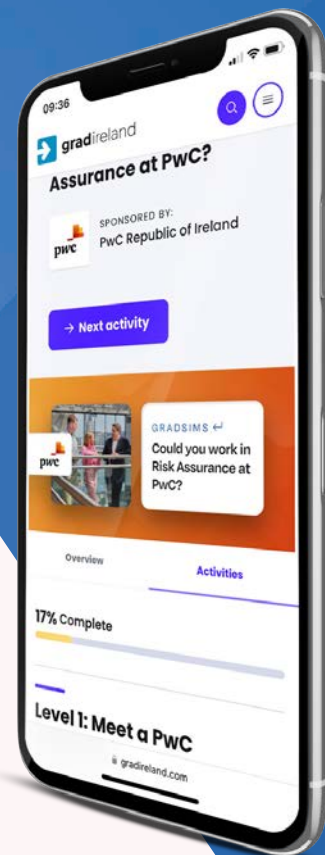 09:36
gradireland
Assurance at PwC?
pwc
SPONSORED BY:
PwC Republic of Ireland
→ Next activity
pwc
GRADSIMS ↵
Could you work in
Risk Assurance at
PwC?
Overview
Activities
17% Complete
Level 1: Meet a PwC
gradireland.com